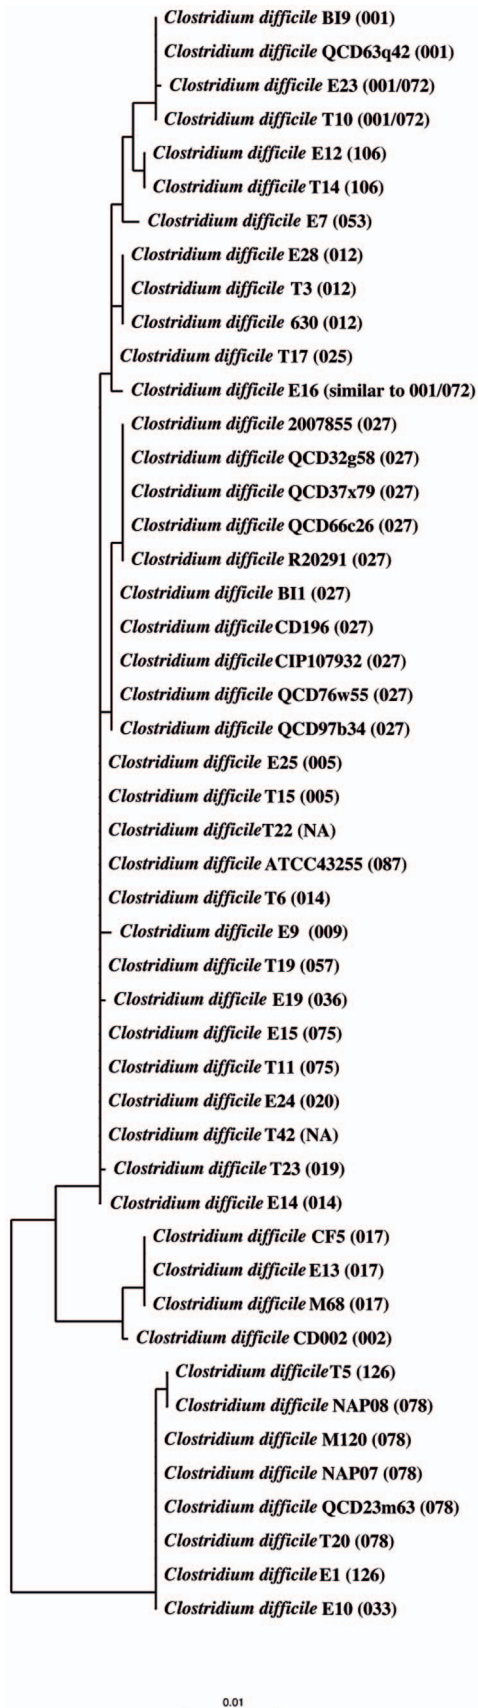 Clostridium difficile BI9 (001)
Clostridium difficile QCD63q42 (001)
Clostridium difficile E23 (001/072)
Clostridium difficile T10 (001/072)
Clostridium difficile E12 (106)
Clostridium difficile T14 (106)
Clostridium difficile E7 (053)
Clostridium difficile E28 (012)
Clostridium difficile T3 (012)
Clostridium difficile 630 (012)
Clostridium difficile T17 (025)
Clostridium difficile E16 (similar to 001/072)
Clostridium difficile 2007855 (027)
Clostridium difficile QCD32g58 (027)
Clostridium difficile QCD37x79 (027)
Clostridium difficile QCD66c26 (027)
Clostridium difficile R20291 (027)
Clostridium difficile BI1 (027)
Clostridium difficile CD196 (027)
Clostridium difficile CIP107932 (027)
Clostridium difficile QCD76w55 (027)
Clostridium difficile QCD97b34 (027)
Clostridium difficile E25 (005)
Clostridium difficile T15 (005)
Clostridium difficile T22 (NA)
Clostridium difficile ATCC43255 (087)
Clostridium difficile T6 (014)
Clostridium difficile E9 (009)
Clostridium difficile T19 (057)
Clostridium difficile E19 (036)
Clostridium difficile E15 (075)
Clostridium difficile T11 (075)
Clostridium difficile E24 (020)
Clostridium difficile T42 (NA)
Clostridium difficile T23 (019)
Clostridium difficile E14 (014)
Clostridium difficile CF5 (017)
Clostridium difficile E13 (017)
Clostridium difficile M68 (017)
Clostridium difficile CD002 (002)
Clostridium difficile T5 (126)
Clostridium difficile NAP08 (078)
Clostridium difficile M120 (078)
Clostridium difficile NAP07 (078)
Clostridium difficile QCD23m63 (078)
Clostridium difficile T20 (078)
Clostridium difficile E1 (126)
Clostridium difficile E10 (033)
0.01